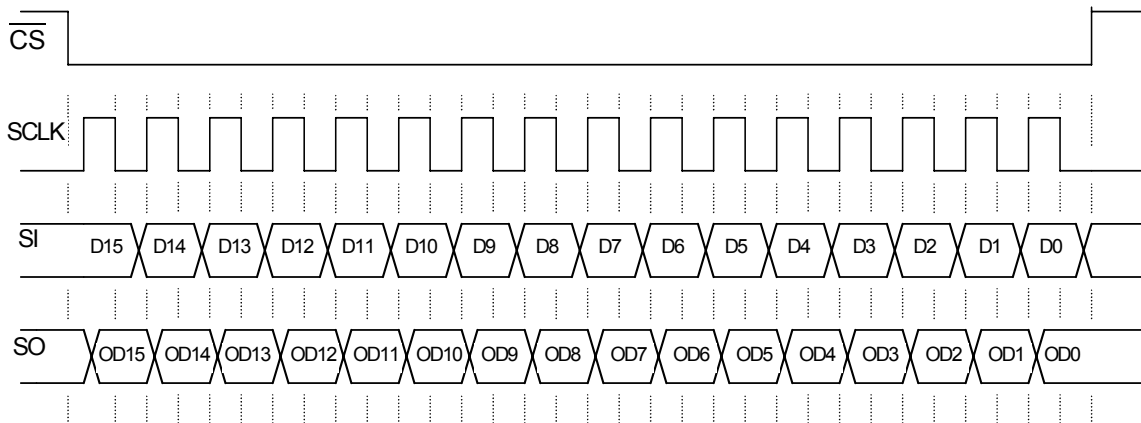 CS
SCLK
SI D15 D14 D13 D12 D11 D10 D9 D8 D7 D6 D5 D4 D3 D2 D1 D0
SO OD15 OD14 OD13 OD12 OD11 OD10 OD9 OD8 OD7 OD6 OD5 OD4 OD3 OD2 OD1 OD0